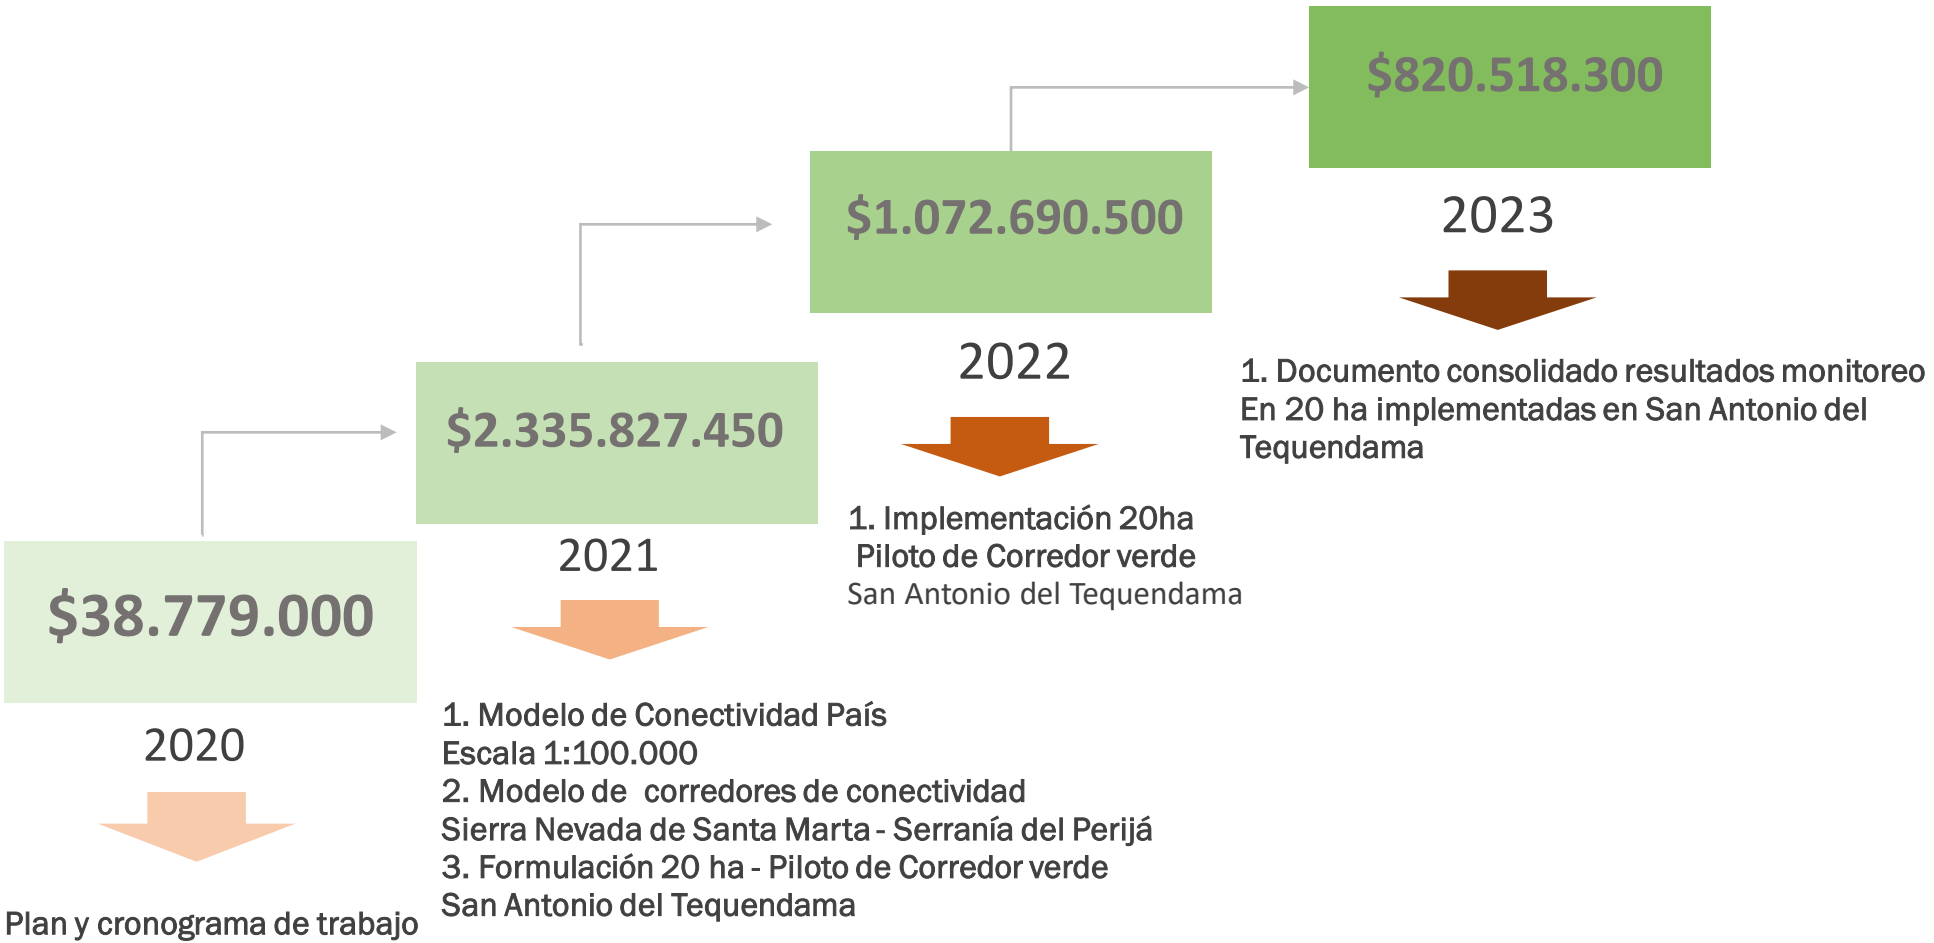 $38.779.000
2020
Plan y cronograma de trabajo
$2.335.827.450
2021
1. Modelo de Conectividad País
Escala 1:100.000
2. Modelo de  corredores de conectividad
Sierra Nevada de Santa Marta - Serranía del Perijá
3. Formulación 20 ha - Piloto de Corredor verde
San Antonio del Tequendama
$1.072.690.500
2022
1. Implementación 20ha
Piloto de Corredor verde
San Antonio del Tequendama
$820.518.300
2023
1. Documento consolidado resultados monitoreo
En 20 ha implementadas en San Antonio del
Tequendama